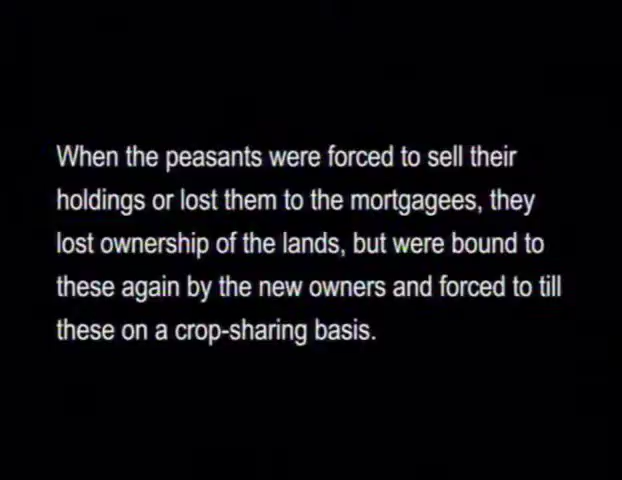 When the peasants were forced to sell their
holdings or lost them to the mortgagees, they
lost ownership of the lands, but were bound to
these again by the new owners and forced to till
these on a crop-sharing basis.